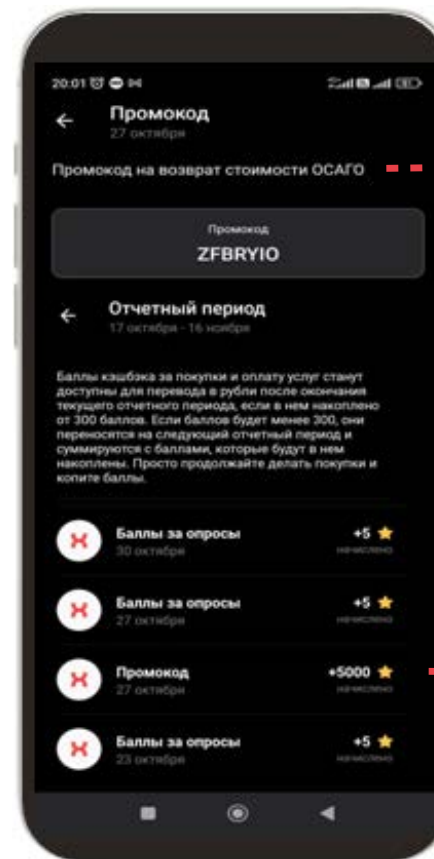 20:01
Промокод
27 октября
Промокод на возврат стоимости ОСАГО
Промокод
ZFBRYIO
Отчетный период
17 октября - 16 ноября
Баллы кэшбэка за покупки и оплату услуг станут
доступны для перевода в рубли после окончания
текущего отчетного периода, если в нем накоплено
от 300 баллов. Если баллов будет менее 300, они
переносятся на следующий отчетный период и
суммируются с баллами, которые будут в нем
накоплены. Просто продолжайте делать покупки и
копите баллы.
Баллы за опросы +5
30 октября начислено
Баллы за опросы +5
27 октября начислено
Промокод +5000
27 октября начислено
Баллы за опросы +5
23 октября начислено